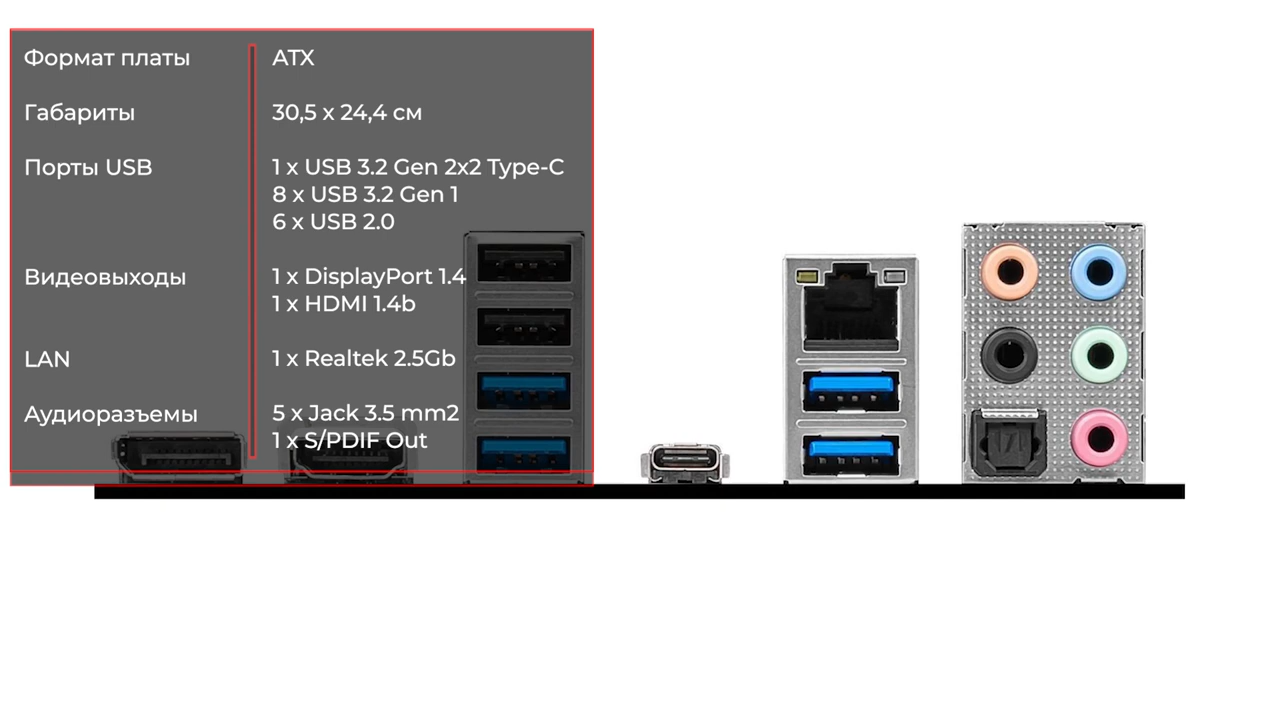 Формат платы ATX
Габариты 30,5 x 24,4 см
Порты USB 1 x USB 3.2 Gen 2x2 Type-C
8 x USB 3.2 Gen 1
6 x USB 2.0
Видеовыходы 1 x DisplayPort 1.4
1 x HDMI 1.4b
LAN 1 x Realtek 2.5Gb
Аудиоразъемы 5 x Jack 3.5 mm2
1 x S/PDIF Out